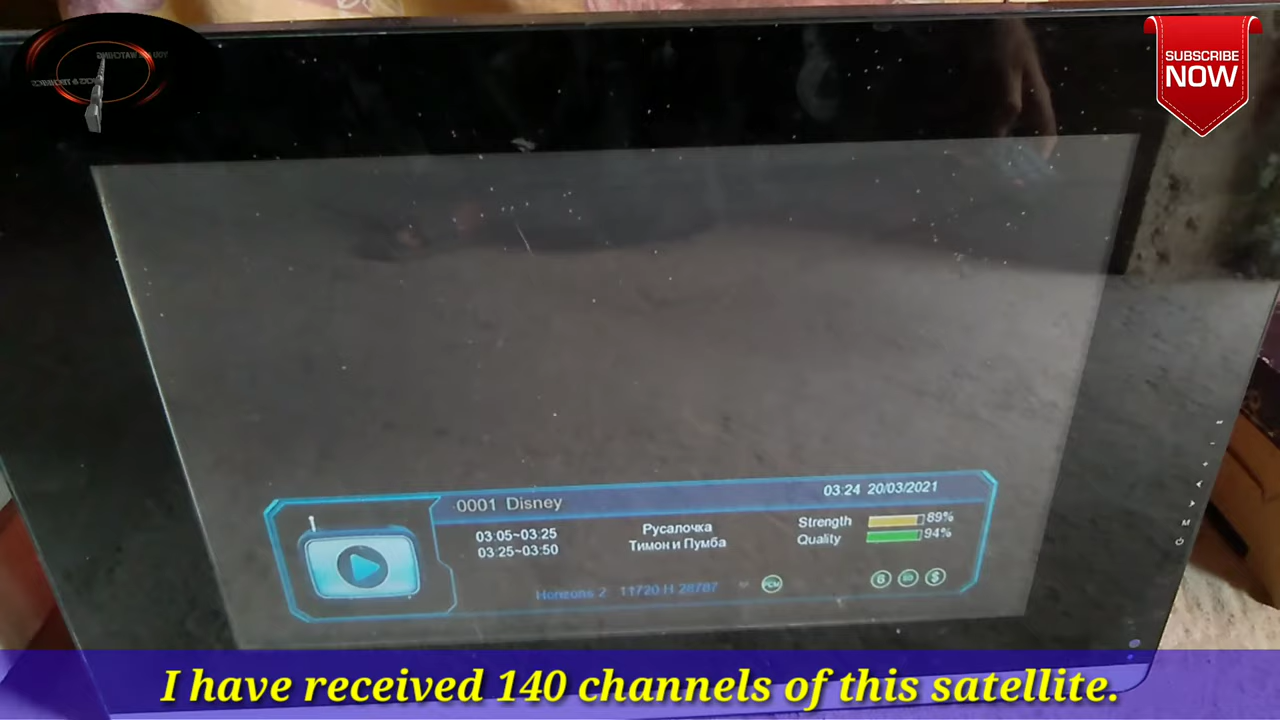 SUBSCRIBE
NOW
0001 Disney
03:24 20/03/2021
03:05~03:25 Русалочка
03:25~03:50 Тимон и Пумба
Strength 89%
Quality 94%
Horizons 2 11720 H 28787
I have received 140 channels of this satellite.